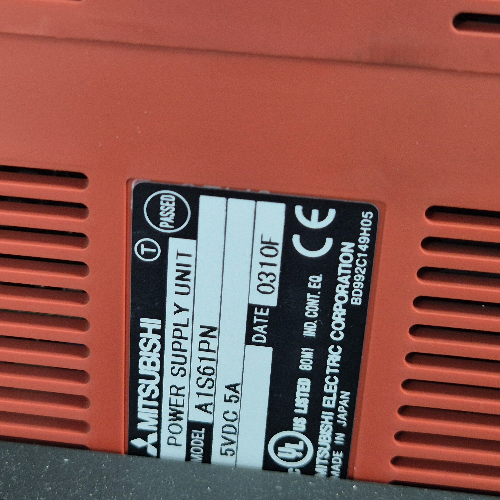 PASSED
T
MITSUBISHI
POWER SUPPLY UNIT
MODEL A1S61PN
5VDC 5A
DATE 0310F
CE
UL US LISTED 80M1 IND. CONT. EQ.
MITSUBISHI ELECTRIC CORPORATION
MADE IN JAPAN
BD992C149H05